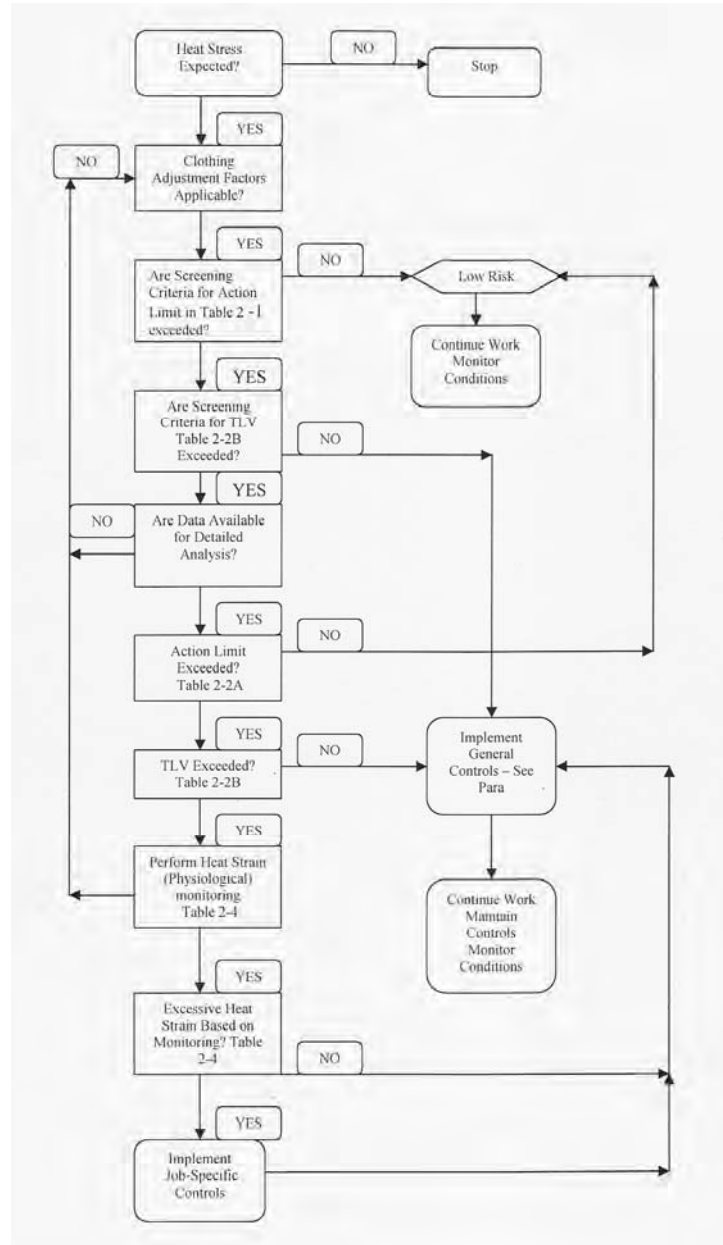 Heat Stress
Expected?
NO
Stop
YES
NO
Clothing
Adjustment Factors
Applicable?
YES
Are Screening
Criteria for Action
Limit in Table 2 -1
exceeded?
NO
Low Risk
Continue Work
Monitor
Conditions
YES
Are Screening
Criteria for TLV
Table 2-2B
Exceeded?
NO
YES
NO
Are Data Available
for Detailed
Analysis?
YES
Action Limit
Exceeded?
Table 2-2A
NO
YES
TLV Exceeded?
Table 2-2B
NO
Implement
General
Controls – See
Para
YES
Perform Heat Strain
(Physiological)
monitoring
Table 2-4
Continue Work
Maintain
Controls
Monitor
Conditions
YES
Excessive Heat
Strain Based on
Monitoring? Table
2-4
NO
YES
Implement
Job-Specific
Controls